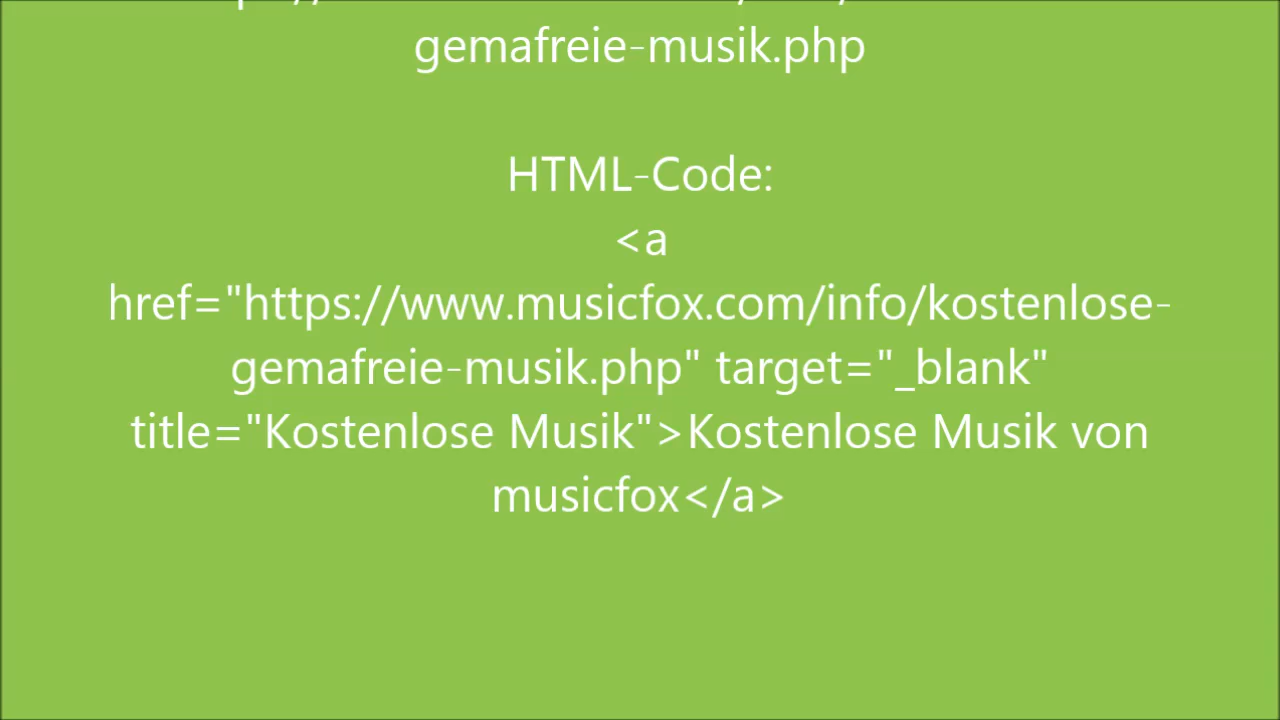 gemafreie-musik.php
HTML-Code:
<a
href="https://www.musicfox.com/info/kostenlose-
gemafreie-musik.php" target="_blank"
title="Kostenlose Musik">Kostenlose Musik von
musicfox</a>